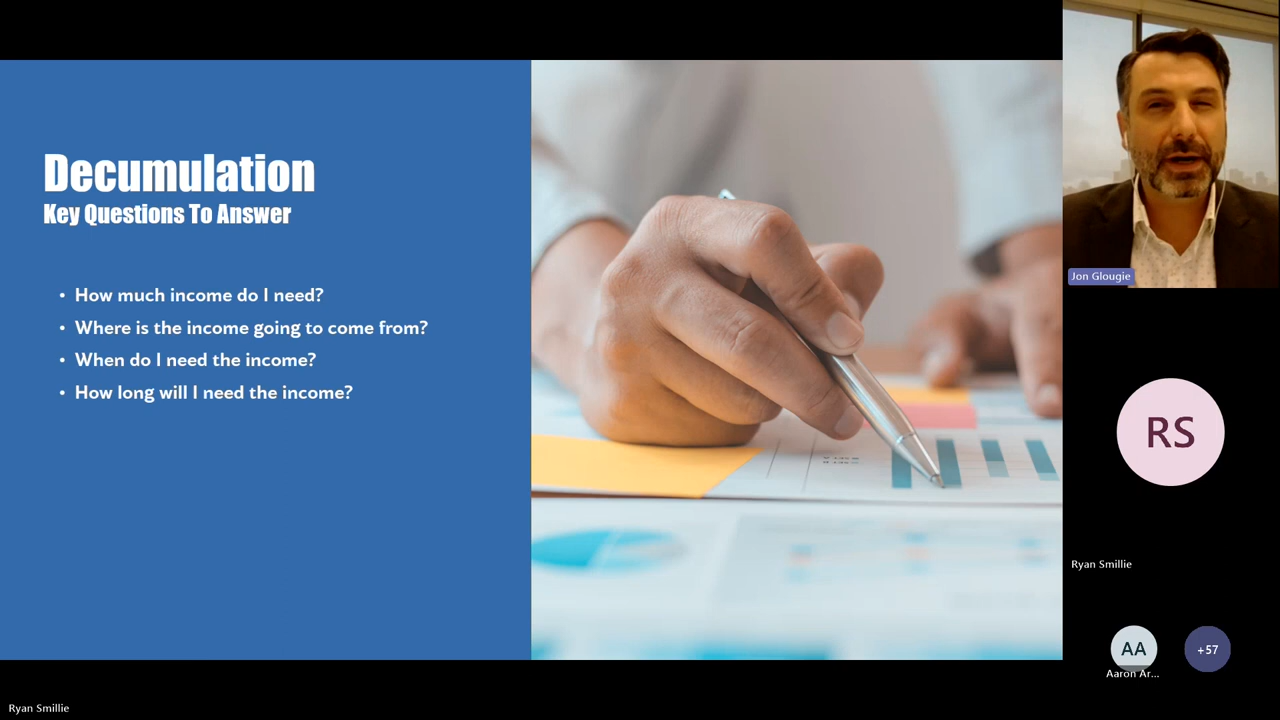 Decumulation
Key Questions To Answer
• How much income do I need?
• Where is the income going to come from?
• When do I need the income?
• How long will I need the income?
Jon Glougie
RS
Ryan Smillie
AA
+57
Aaron Ar...
Ryan Smillie